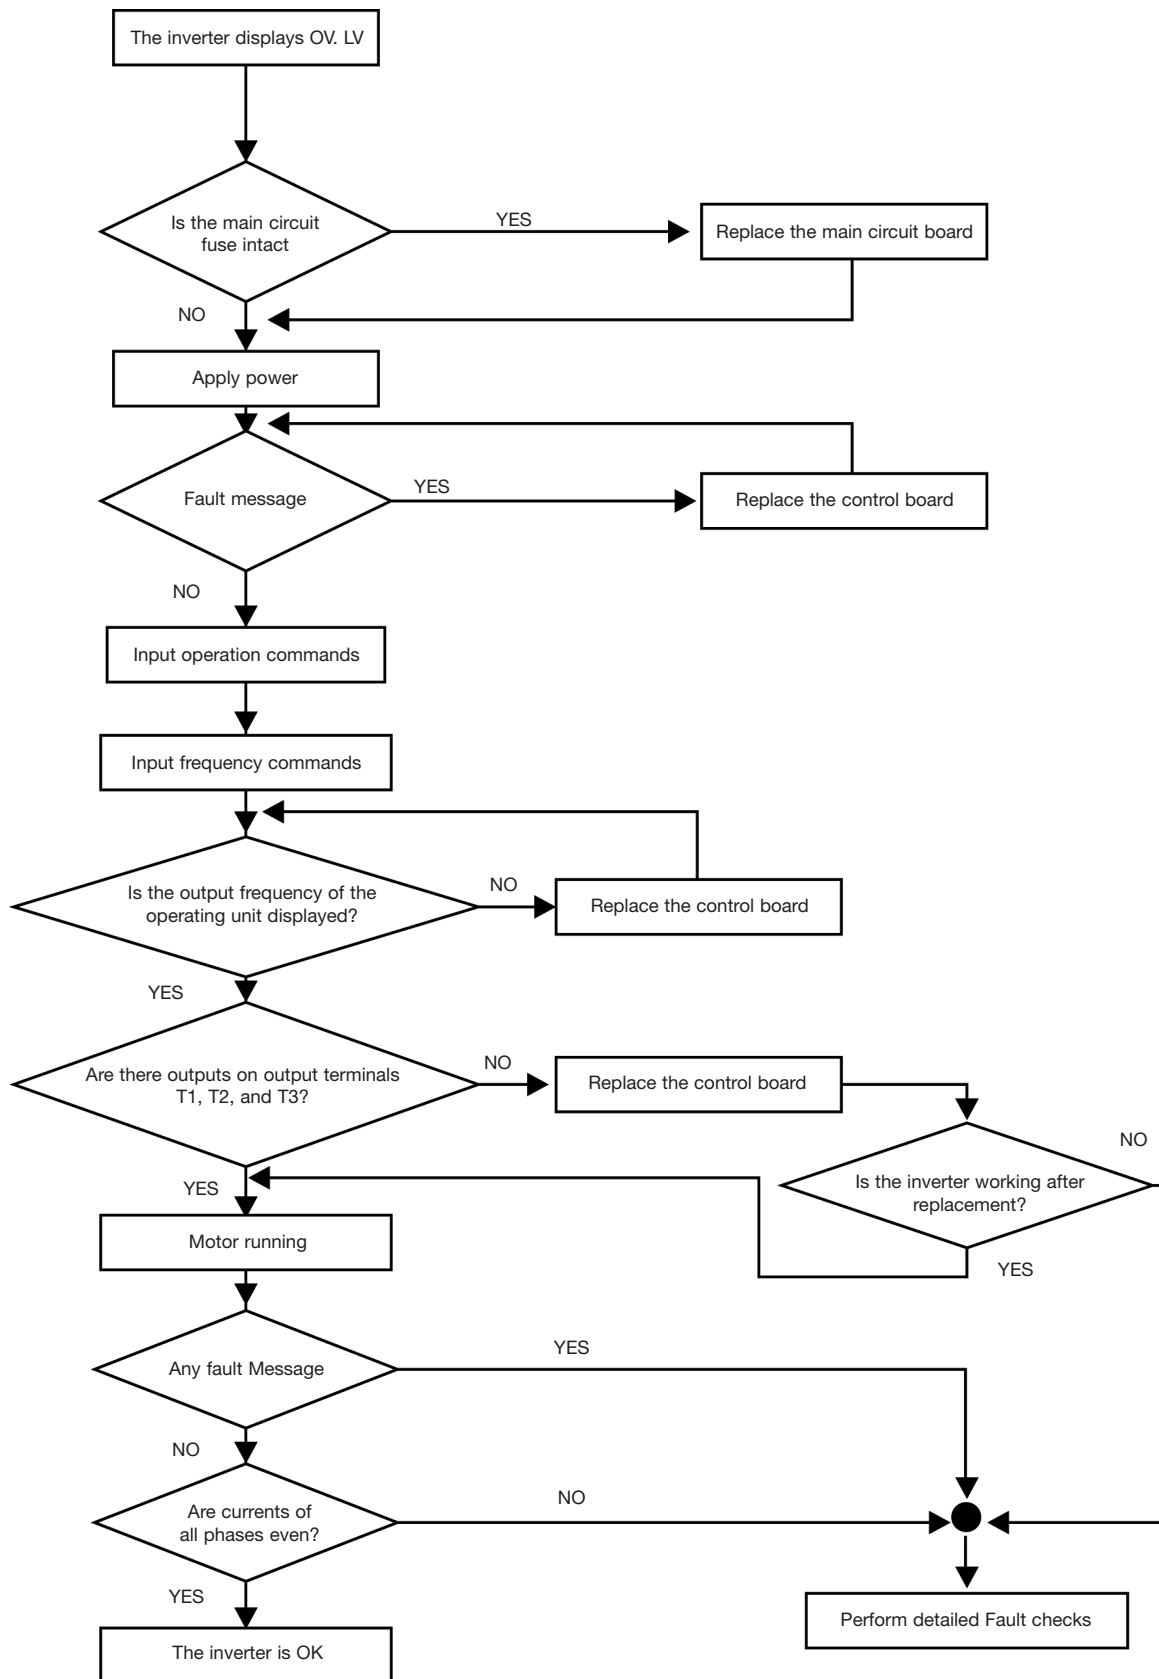 The inverter displays OV. LV
Is the main circuit
fuse intact
YES
Replace the main circuit board
NO
Apply power
Fault message
YES
Replace the control board
NO
Input operation commands
Input frequency commands
Is the output frequency of the
operating unit displayed?
NO
Replace the control board
YES
Are there outputs on output terminals
T1, T2, and T3?
NO
Replace the control board
Is the inverter working after
replacement?
NO
YES
YES
Motor running
Any fault Message
YES
NO
Are currents of
all phases even?
NO
YES
Perform detailed Fault checks
The inverter is OK